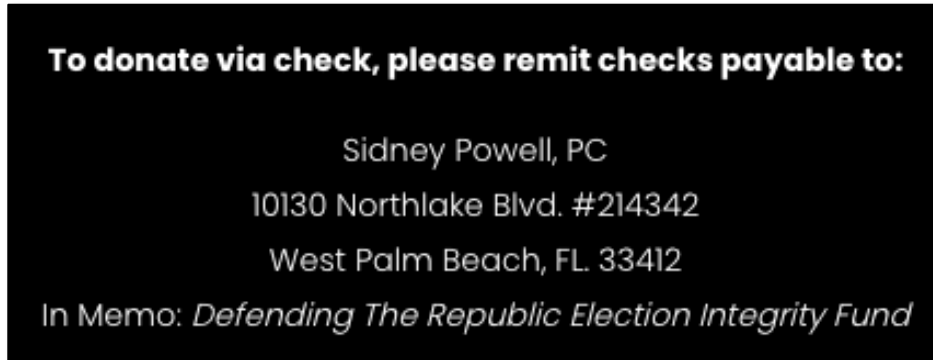 To donate via check, please remit checks payable to:
Sidney Powell, PC
10130 Northlake Blvd. #214342
West Palm Beach, FL. 33412
In Memo: Defending The Republic Election Integrity Fund